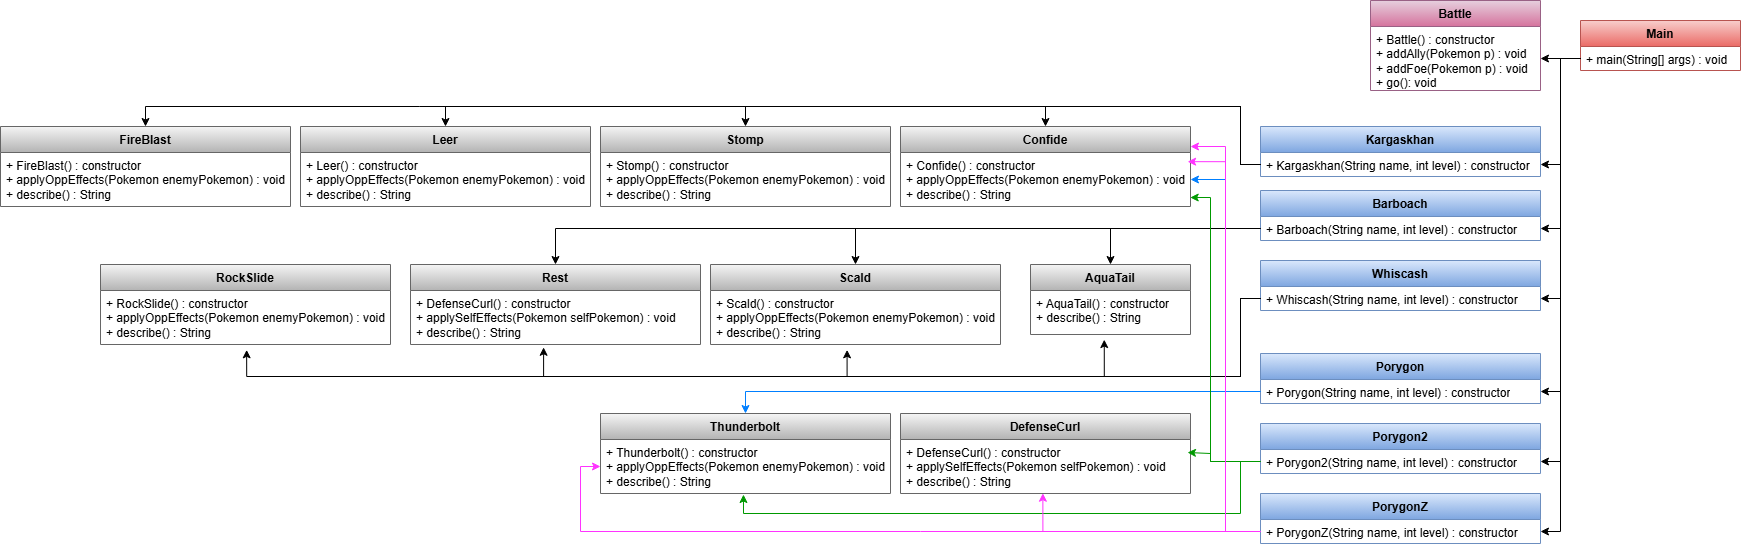 Battle
+ Battle() : constructor
+ addAlly(Pokemon p) : void
+ addFoe(Pokemon p) : void
+ go(): void
Main
+ main(String[] args) : void
FireBlast
+ FireBlast() : constructor
+ applyOppEffects(Pokemon enemyPokemon) : void
+ describe() : String
Leer
+ Leer() : constructor
+ applyOppEffects(Pokemon enemyPokemon) : void
+ describe() : String
Stomp
+ Stomp() : constructor
+ applyOppEffects(Pokemon enemyPokemon) : void
+ describe() : String
Confide
+ Confide() : constructor
+ applyOppEffects(Pokemon enemyPokemon) : void
+ describe() : String
Kargaskhan
+ Kargaskhan(String name, int level) : constructor
Barboach
+ Barboach(String name, int level) : constructor
RockSlide
+ RockSlide() : constructor
+ applyOppEffects(Pokemon enemyPokemon) : void
+ describe() : String
Rest
+ DefenseCurl() : constructor
+ applySelfEffects(Pokemon selfPokemon) : void
+ describe() : String
Scald
+ Scald() : constructor
+ applyOppEffects(Pokemon enemyPokemon) : void
+ describe() : String
AquaTail
+ AquaTail() : constructor
+ describe() : String
Whiscash
+ Whiscash(String name, int level) : constructor
Porygon
+ Porygon(String name, int level) : constructor
Thunderbolt
+ Thunderbolt() : constructor
+ applyOppEffects(Pokemon enemyPokemon) : void
+ describe() : String
DefenseCurl
+ DefenseCurl() : constructor
+ applySelfEffects(Pokemon selfPokemon) : void
+ describe() : String
Porygon2
+ Porygon2(String name, int level) : constructor
PorygonZ
+ PorygonZ(String name, int level) : constructor